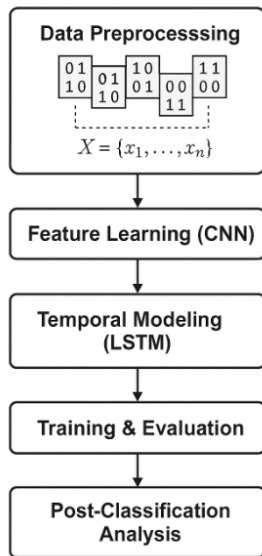 Data Preprocesssing
01 01 10 00 11
10 10 01 11 00
X = {x₁, . . . , xₙ}
Feature Learning (CNN)
Temporal Modeling
(LSTM)
Training & Evaluation
Post-Classification
Analysis